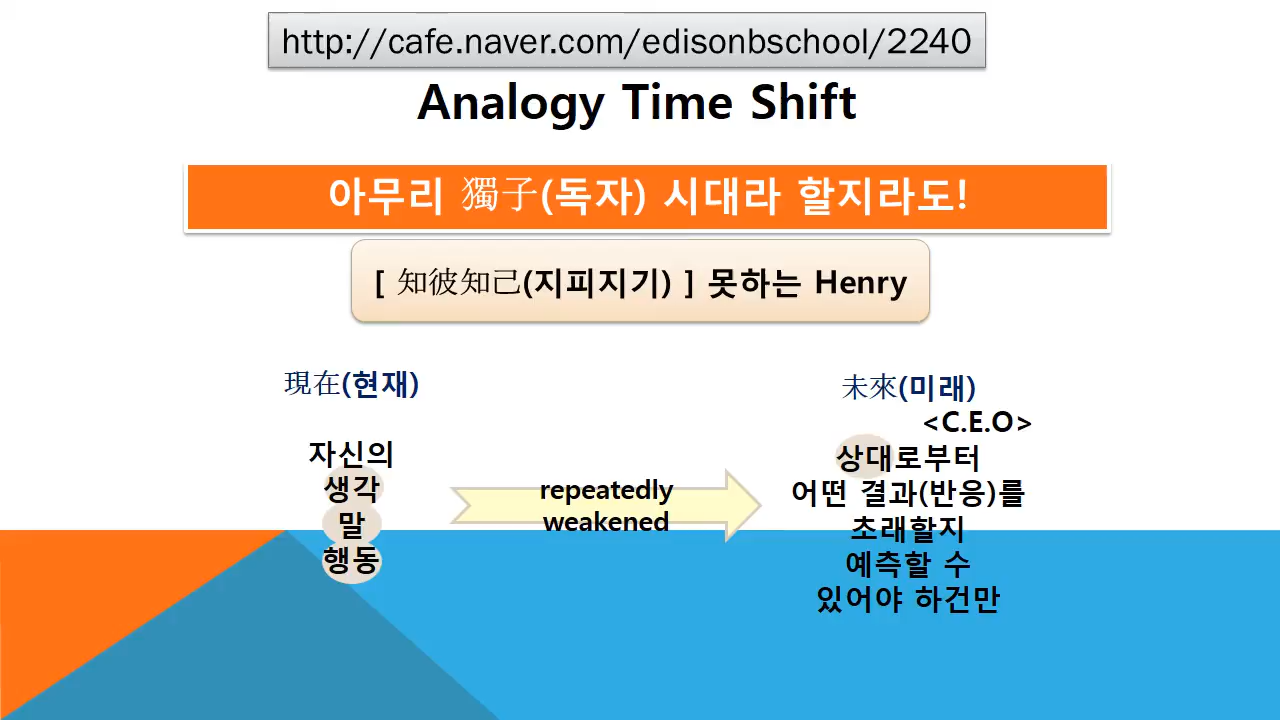 http://cafe.naver.com/edisonbschool/2240
Analogy Time Shift
아무리 獨子(독자) 시대라 할지라도!
[ 知彼知己(지피지기) ] 못하는 Henry
現在(현재)
자신의
생각
말
행동
repeatedly
weakened
未來(미래)
<C.E.O>
상대로부터
어떤 결과(반응)를
초래할지
예측할 수
있어야 하건만